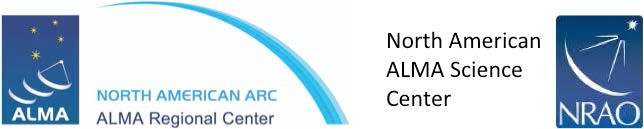 ALMA
NORTH AMERICAN ARC
ALMA Regional Center
North American
ALMA Science
Center
NRAO